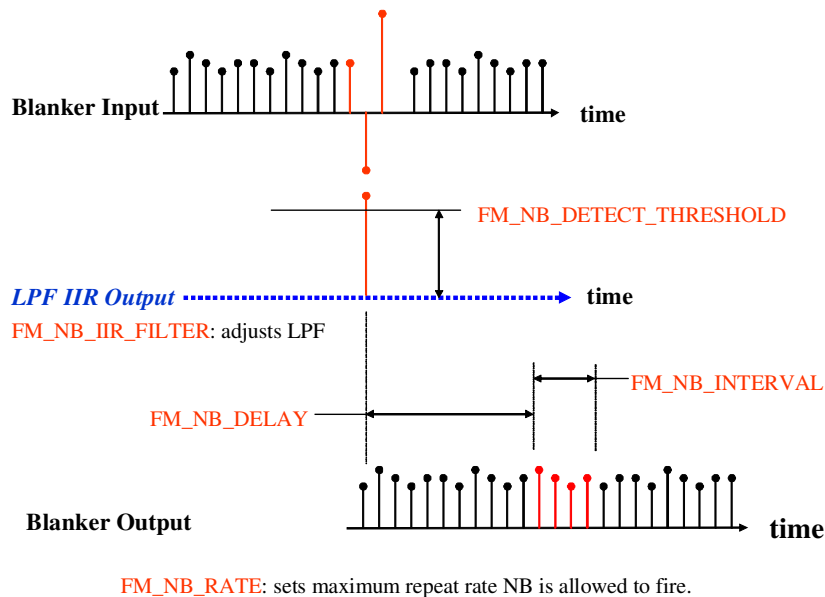 Blanker Input
time
FM_NB_DETECT_THRESHOLD
LPF IIR Output
time
FM_NB_IIR_FILTER: adjusts LPF
FM_NB_INTERVAL
FM_NB_DELAY
Blanker Output
time
FM_NB_RATE: sets maximum repeat rate NB is allowed to fire.